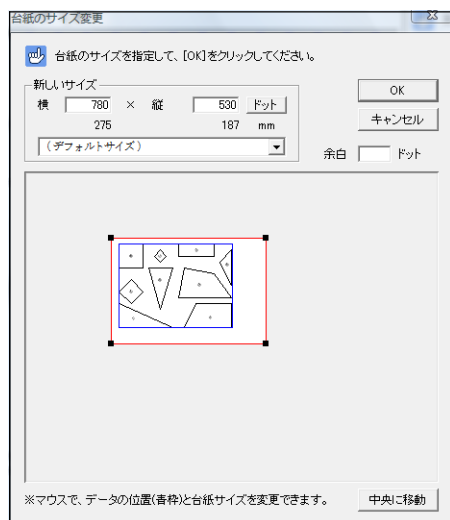 台紙のサイズ変更
台紙のサイズを指定して、[OK]をクリックしてください。
新しいサイズ
横 780 × 縦 530 ドット
275 187 mm
(デフォルトサイズ)
OK
キャンセル
余白 ドット
※マウスで、データの位置(青枠)と台紙サイズを変更できます。
中央に移動